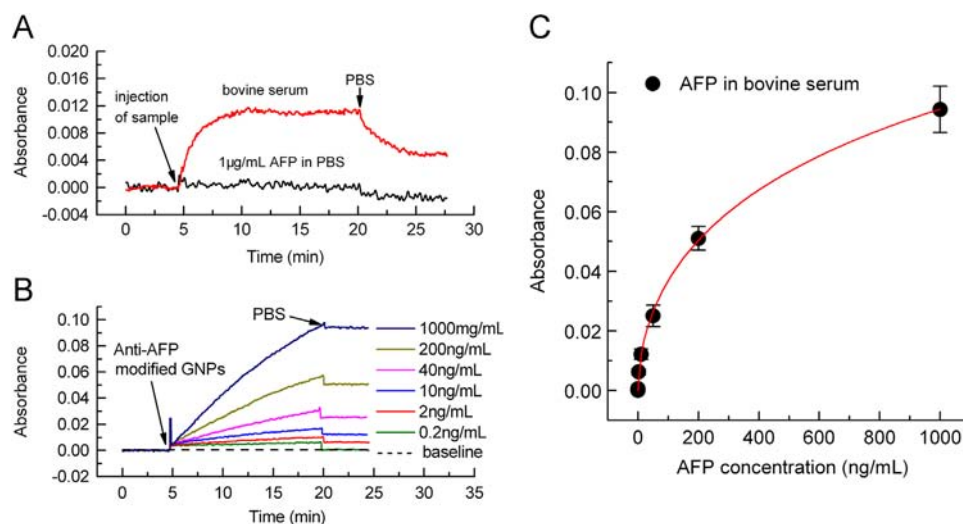 A
0.020
0.016
0.012
0.008
0.004
0.000
-0.004
Absorbance
injection
of sample
bovine serum
PBS
1µg/mL AFP in PBS
0 5 10 15 20 25 30
Time (min)
B
0.10
0.08
0.06
0.04
0.02
0.00
-0.02
Absorbance
Anti-AFP
modified GNPs
PBS
1000mg/mL
200ng/mL
40ng/mL
10ng/mL
2ng/mL
0.2ng/mL
baseline
0 5 10 15 20 25 30 35
Time (min)
C
AFP in bovine serum
0.10
0.08
0.06
0.04
0.02
0.00
Absorbance
0 200 400 600 800 1000
AFP concentration (ng/mL)